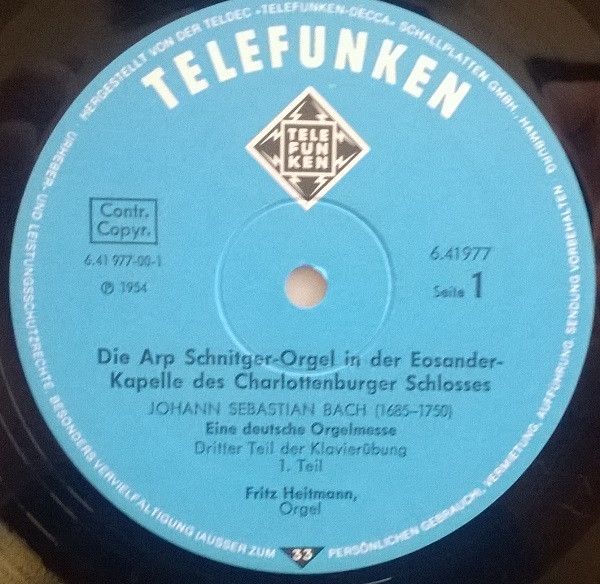 HERGESTELLT VON DER TELDEC »TELEFUNKEN-DECCA« SCHALLPLATTEN GMBH., HAMBURG
TELEFUNKEN
TELE
FUN
KEN
Contr.
Copyr.
6.41 977-00-1
℗ 1954
6.41977
Seite 1
Die Arp Schnitger-Orgel in der Eosander-
Kapelle des Charlottenburger Schlosses
JOHANN SEBASTIAN BACH (1685–1750)
Eine deutsche Orgelmesse
Dritter Teil der Klavierübung
1. Teil
Fritz Heitmann,
Orgel
URHEBER- UND LEISTUNGSSCHUTZRECHTE BESONDERS VERVIELFÄLTIGUNG (AUSSER ZUM
33
PERSÖNLICHEN GEBRAUCH), VERMIETUNG, AUFFÜHRUNG, SENDUNG VORBEHALTEN